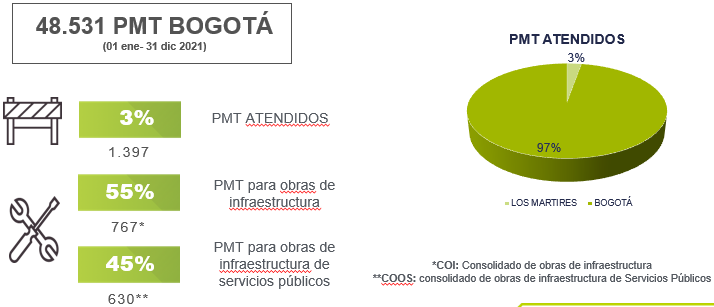 48.531 PMT BOGOTÁ
(01 ene- 31 dic 2021)
3%
PMT ATENDIDOS
1.397
55%
PMT para obras de
infraestructura
767*
45%
PMT para obras de
infraestructura de
servicios públicos
630**
PMT ATENDIDOS
3%
97%
LOS MARTIRES
BOGOTÁ
*COI: Consolidado de obras de infraestructura
**COOS: consolidado de obras de infraestructura de Servicios Públicos